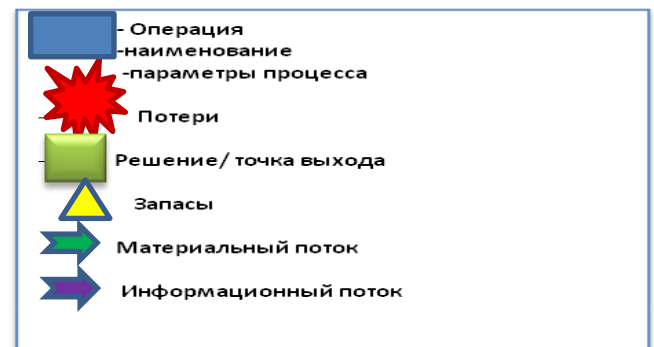 - Операция
-наименование
-параметры процесса
- Потери
- Решение/ точка выхода
Запасы
Материальный поток
Информационный поток